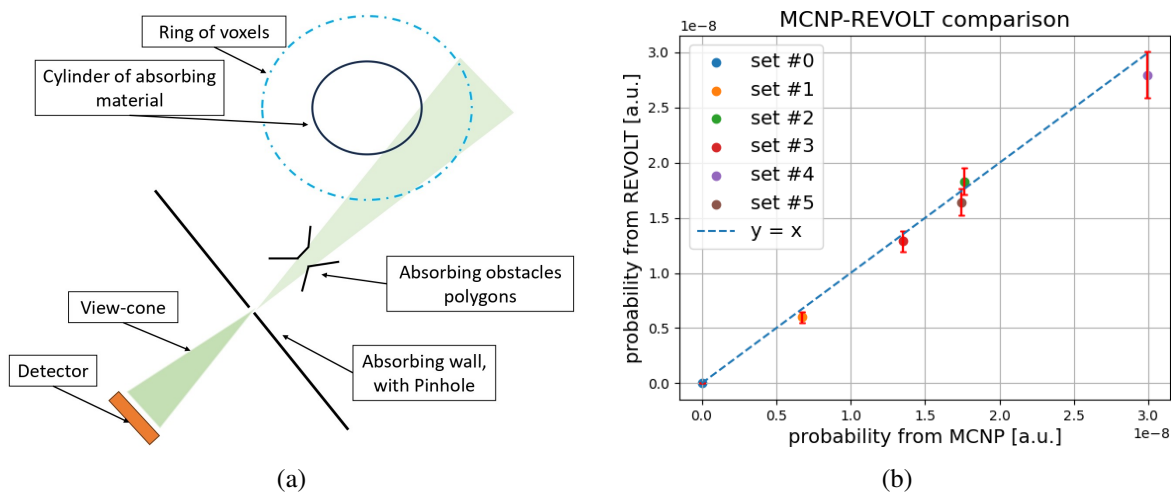 Ring of voxels
Cylinder of absorbing
material
Absorbing obstacles
polygons
View-cone
Detector
Absorbing wall,
with Pinhole
(a)
MCNP-REVOLT comparison
1e−8
3.0
2.5
2.0
1.5
1.0
0.5
0.0
probability from REVOLT [a.u.]
set #0
set #1
set #2
set #3
set #4
set #5
y = x
0.0 0.5 1.0 1.5 2.0 2.5 3.0
1e−8
probability from MCNP [a.u.]
(b)